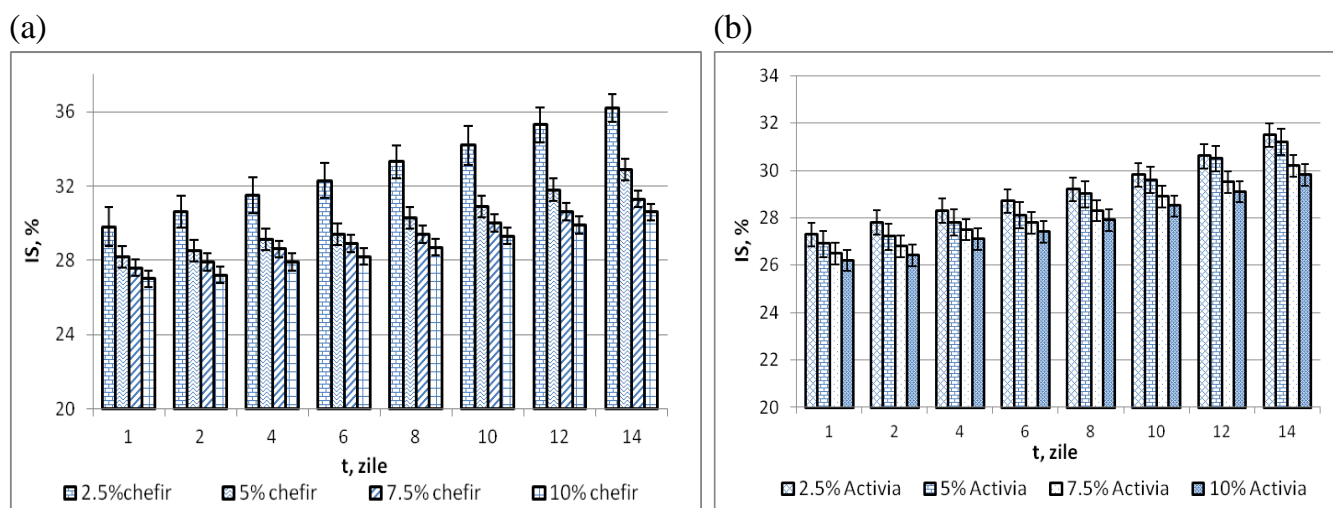 (a)
IS, %
36
32
28
24
20
1 2 4 6 8 10 12 14
t, zile
2.5%chefir 5% chefir 7.5% chefir 10% chefir
(b)
IS, %
34
32
30
28
26
24
22
20
1 2 4 6 8 10 12 14
t, zile
2.5% Activia 5% Activia 7.5% Activia 10% Activia